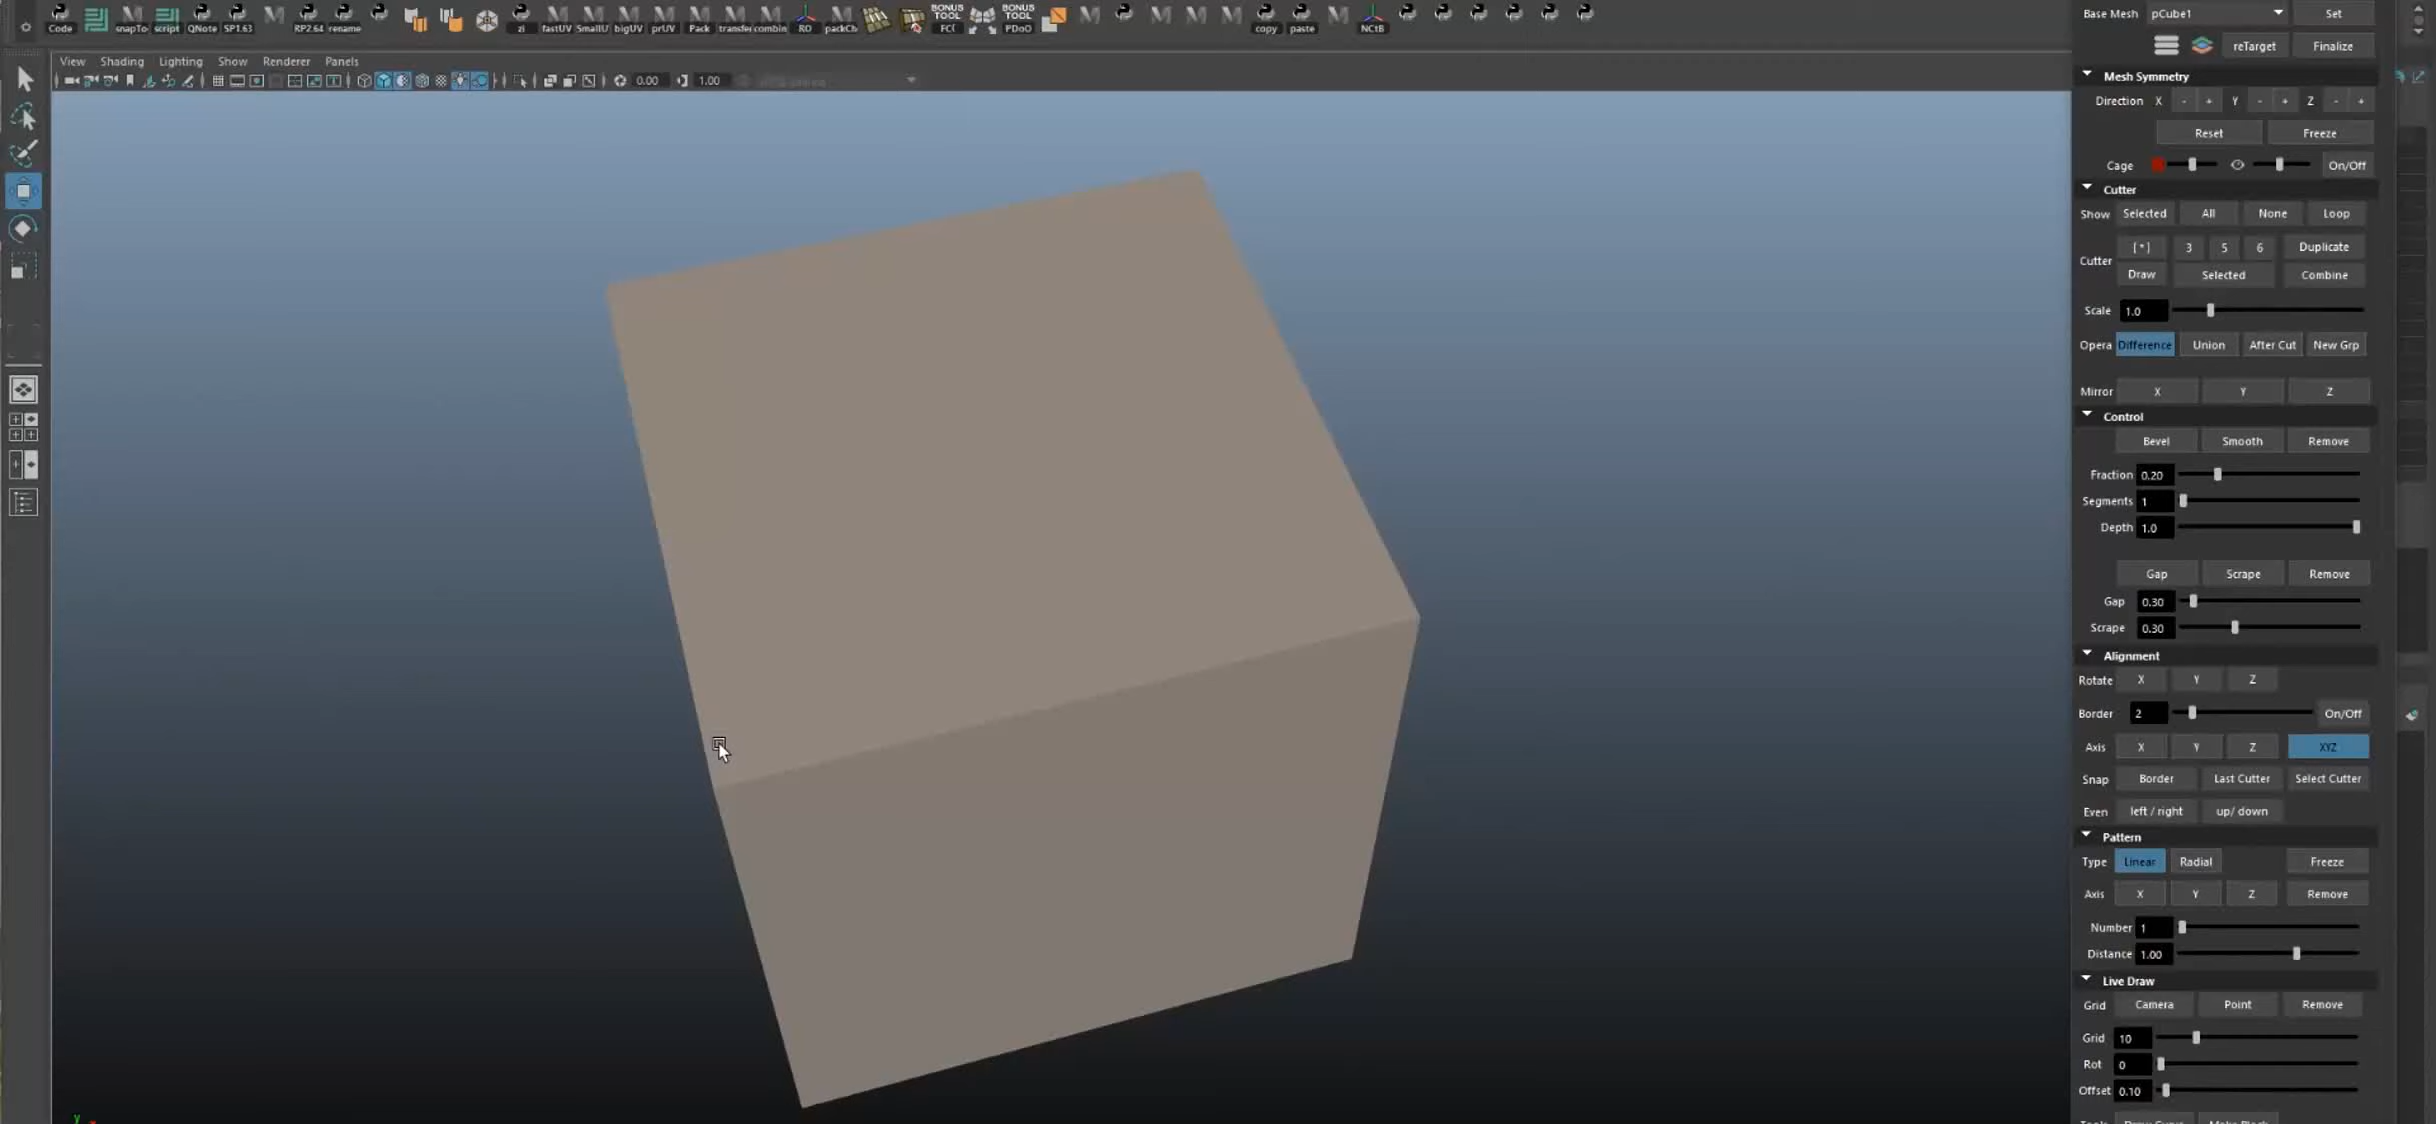 BONUS TOOL BONUS TOOL
Code snapTo script QNote SP1.63 RP2.64 rename zi fastUV SmallU bigUV prUV Pack transfer combin RO packCh FC( PDoO copy paste NCtB
View Shading Lighting Show Renderer Panels
0.00 1.00
Base Mesh pCube1 Set
reTarget Finalize
Mesh Symmetry
Direction X - + Y - + Z - +
Reset Freeze
Cage On/Off
Cutter
Show Selected All None Loop
Cutter [*] 3 5 6 Duplicate
Draw Selected Combine
Scale 1.0
Opera Difference Union After Cut New Grp
Mirror X Y Z
Control
Bevel Smooth Remove
Fraction 0.20
Segments 1
Depth 1.0
Gap Scrape Remove
Gap 0.30
Scrape 0.30
Alignment
Rotate X Y Z
Border 2 On/Off
Axis X Y Z XYZ
Snap Border Last Cutter Select Cutter
Even left / right up/ down
Pattern
Type Linear Radial Freeze
Axis X Y Z Remove
Number 1
Distance 1.00
Live Draw
Grid Camera Point Remove
Grid 10
Rot 0
Offset 0.10
y